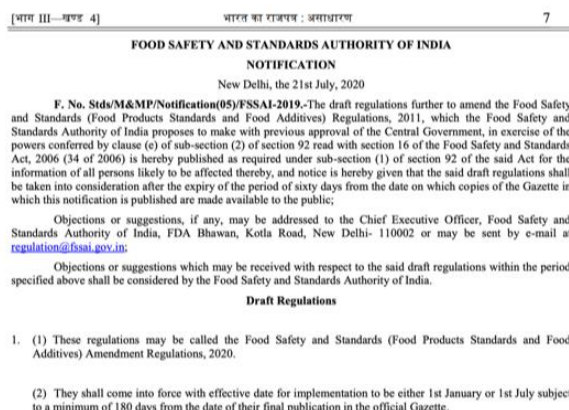 [भाग III—खण्ड 4] भारत का राजपत्र : असाधारण 7
FOOD SAFETY AND STANDARDS AUTHORITY OF INDIA
NOTIFICATION
New Delhi, the 21st July, 2020
F. No. Stds/M&MP/Notification(05)/FSSAI-2019.-The draft regulations further to amend the Food Safety
and Standards (Food Products Standards and Food Additives) Regulations, 2011, which the Food Safety and
Standards Authority of India proposes to make with previous approval of the Central Government, in exercise of the
powers conferred by clause (e) of sub-section (2) of section 92 read with section 16 of the Food Safety and Standards
Act, 2006 (34 of 2006) is hereby published as required under sub-section (1) of section 92 of the said Act for the
information of all persons likely to be affected thereby, and notice is hereby given that the said draft regulations shall
be taken into consideration after the expiry of the period of sixty days from the date on which copies of the Gazette in
which this notification is published are made available to the public;
Objections or suggestions, if any, may be addressed to the Chief Executive Officer, Food Safety and
Standards Authority of India, FDA Bhawan, Kotla Road, New Delhi- 110002 or may be sent by e-mail a
regulation@fssai.gov.in;
Objections or suggestions which may be received with respect to the said draft regulations within the period
specified above shall be considered by the Food Safety and Standards Authority of India.
Draft Regulations
1. (1) These regulations may be called the Food Safety and Standards (Food Products Standards and Food
Additives) Amendment Regulations, 2020.
(2) They shall come into force with effective date for implementation to be either 1st January or 1st July subjec
to a minimum of 180 days from the date of their final publication in the official Gazette.